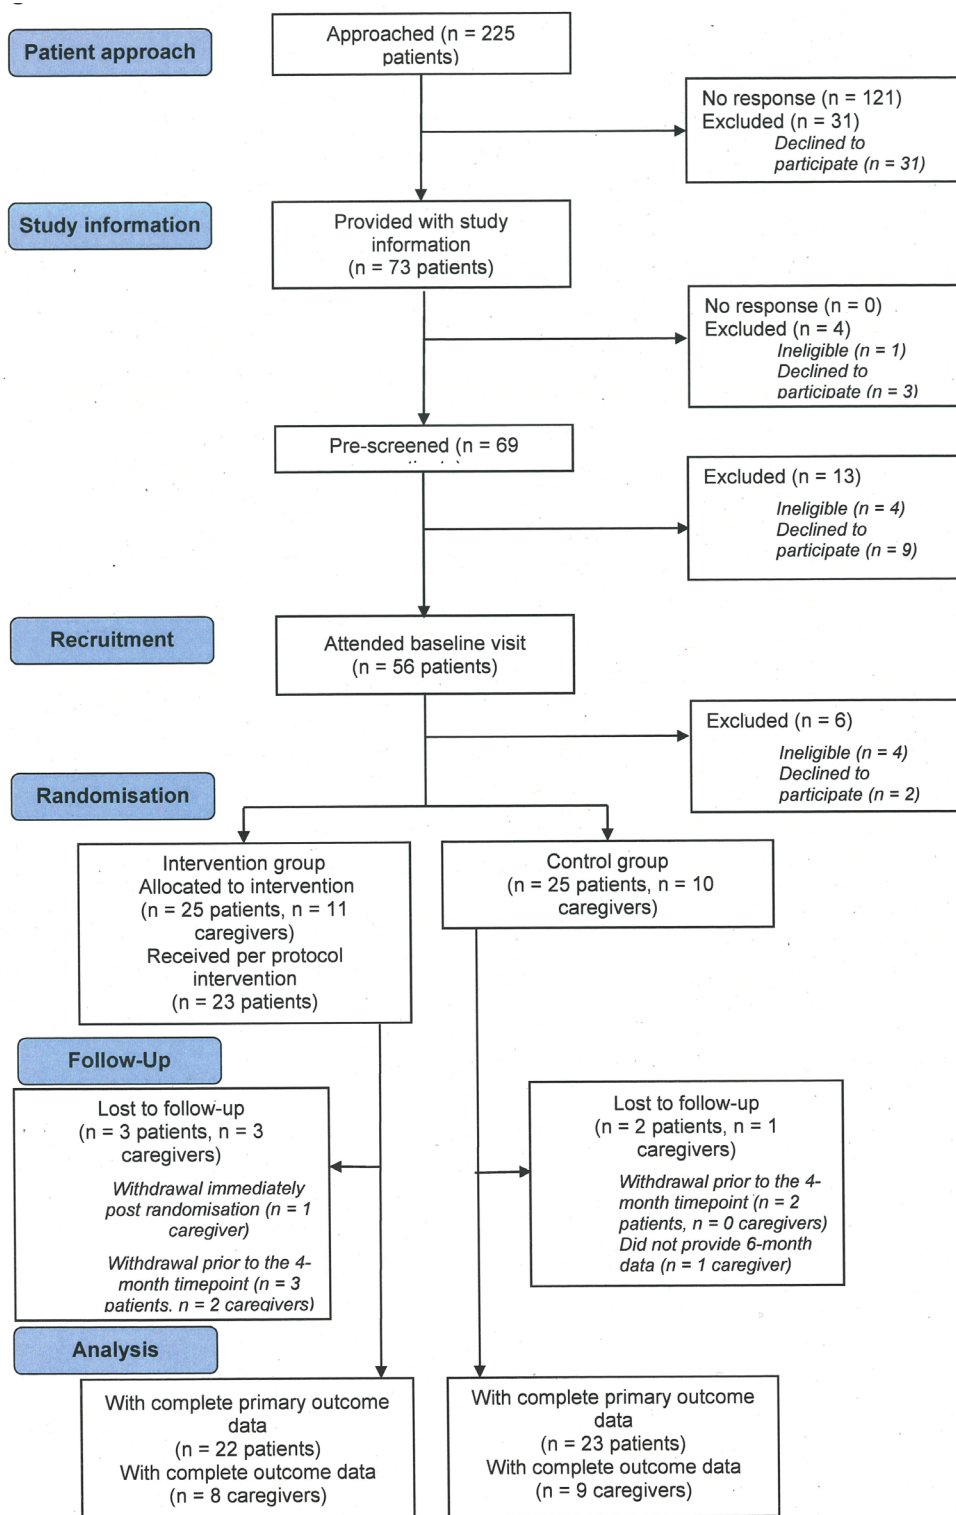 Patient approach
Approached (n = 225
patients)
No response (n = 121)
Excluded (n = 31)
Declined to
participate (n = 31)
Study information
Provided with study
information
(n = 73 patients)
No response (n = 0)
Excluded (n = 4)
Ineligible (n = 1)
Declined to
participate (n = 3)
Pre-screened (n = 69
Excluded (n = 13)
Ineligible (n = 4)
Declined to
participate (n = 9)
Recruitment
Attended baseline visit
(n = 56 patients)
Excluded (n = 6)
Ineligible (n = 4)
Declined to
participate (n = 2)
Randomisation
Intervention group
Allocated to intervention
(n = 25 patients, n = 11
caregivers)
Received per protocol
intervention
(n = 23 patients)
Control group
(n = 25 patients, n = 10
caregivers)
Follow-Up
Lost to follow-up
(n = 3 patients, n = 3
caregivers)
Withdrawal immediately
post randomisation (n = 1
caregiver)
Withdrawal prior to the 4-
month timepoint (n = 3
patients, n = 2 caregivers)
Lost to follow-up
(n = 2 patients, n = 1
caregivers)
Withdrawal prior to the 4-
month timepoint (n = 2
patients, n = 0 caregivers)
Did not provide 6-month
data (n = 1 caregiver)
Analysis
With complete primary outcome
data
(n = 22 patients)
With complete outcome data
(n = 8 caregivers)
With complete primary outcome
data
(n = 23 patients)
With complete outcome data
(n = 9 caregivers)